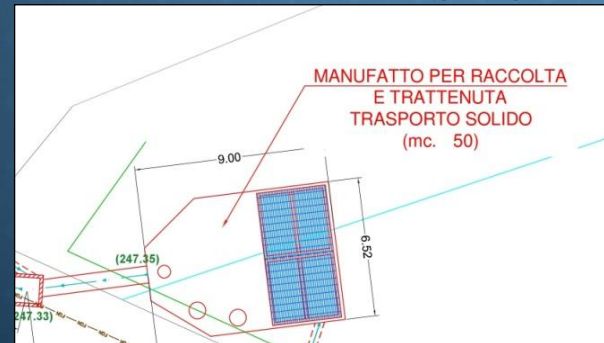 MANUFATTO PER RACCOLTA
E TRATTENUTA
TRASPORTO SOLIDO
(mc. 50)
9.00
6.52
(247.35)
247.33)